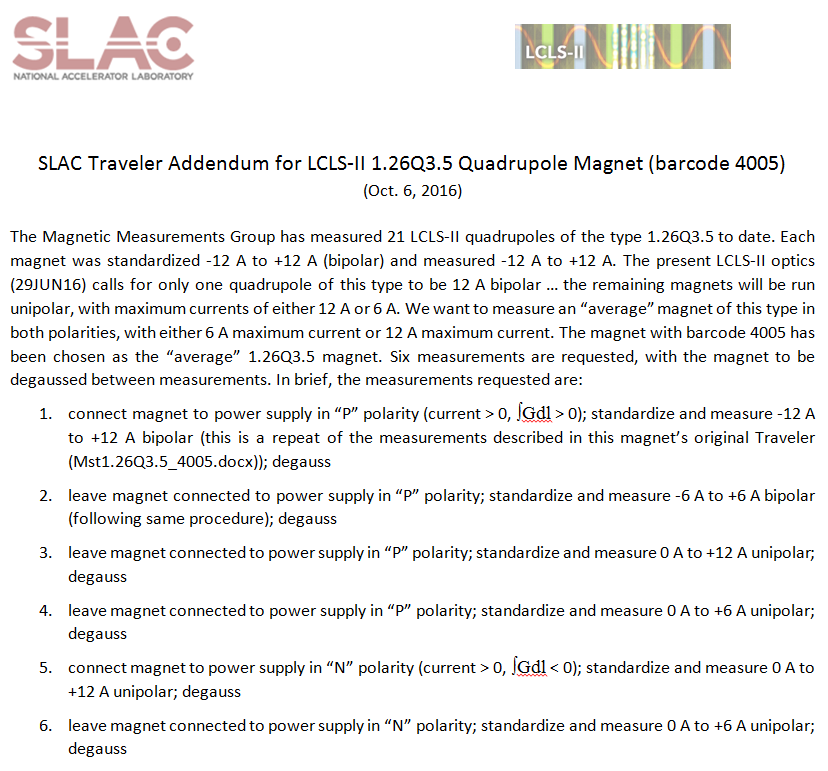 SLAC
NATIONAL ACCELERATOR LABORATORY
LCLS-II
SLAC Traveler Addendum for LCLS-II 1.26Q3.5 Quadrupole Magnet (barcode 4005)
(Oct. 6, 2016)
The Magnetic Measurements Group has measured 21 LCLS-II quadrupoles of the type 1.26Q3.5 to date. Each
magnet was standardized -12 A to +12 A (bipolar) and measured -12 A to +12 A. The present LCLS-II optics
(29JUN16) calls for only one quadrupole of this type to be 12 A bipolar ... the remaining magnets will be run
unipolar, with maximum currents of either 12 A or 6 A. We want to measure an “average” magnet of this type in
both polarities, with either 6 A maximum current or 12 A maximum current. The magnet with barcode 4005 has
been chosen as the “average” 1.26Q3.5 magnet. Six measurements are requested, with the magnet to be
degaussed between measurements. In brief, the measurements requested are:
1. connect magnet to power supply in “P” polarity (current > 0, ∫Gdl > 0); standardize and measure -12 A
to +12 A bipolar (this is a repeat of the measurements described in this magnet’s original Traveler
(Mst1.26Q3.5_4005.docx)); degauss
2. leave magnet connected to power supply in “P” polarity; standardize and measure -6 A to +6 A bipolar
(following same procedure); degauss
3. leave magnet connected to power supply in “P” polarity; standardize and measure 0 A to +12 A unipolar;
degauss
4. leave magnet connected to power supply in “P” polarity; standardize and measure 0 A to +6 A unipolar;
degauss
5. connect magnet to power supply in “N” polarity (current > 0, ∫Gdl < 0); standardize and measure 0 A to
+12 A unipolar; degauss
6. leave magnet connected to power supply in “N” polarity; standardize and measure 0 A to +6 A unipolar;
degauss